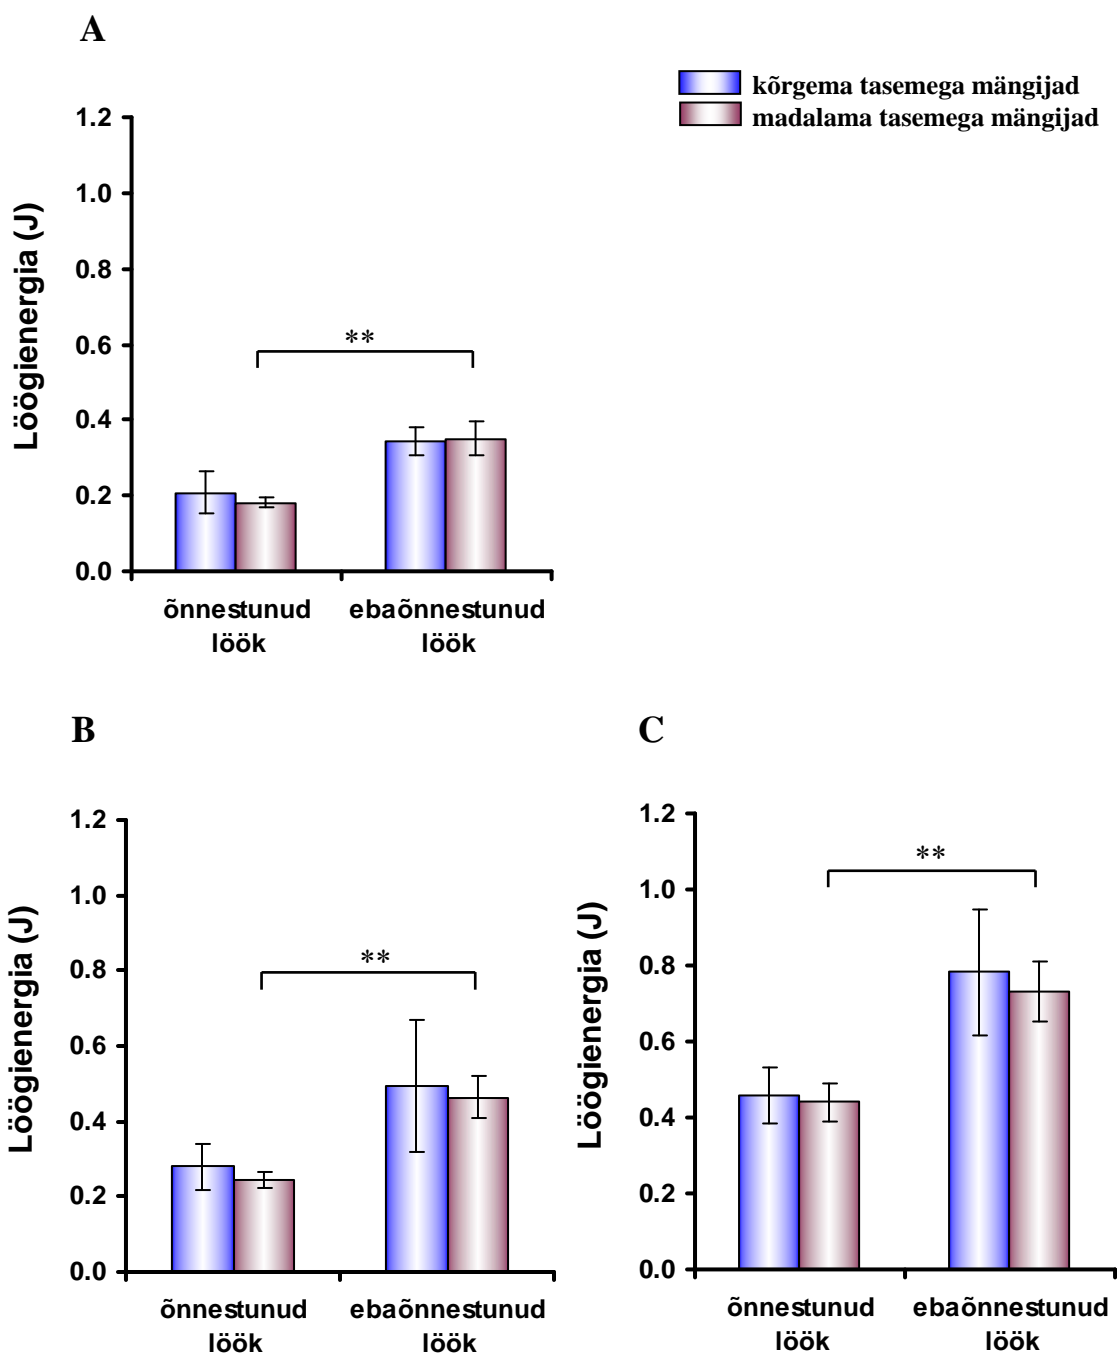 A
kõrgema tasemega mängijad
madalama tasemega mängijad
Löögienergia (J)
1.2
1.0
0.8
0.6
0.4
0.2
0.0
**
õnnestunud
löök
ebaõnnestunud
löök
B
Löögienergia (J)
1.2
1.0
0.8
0.6
0.4
0.2
0.0
**
õnnestunud
löök
ebaõnnestunud
löök
C
Löögienergia (J)
1.2
1.0
0.8
0.6
0.4
0.2
0.0
**
õnnestunud
löök
ebaõnnestunud
löök